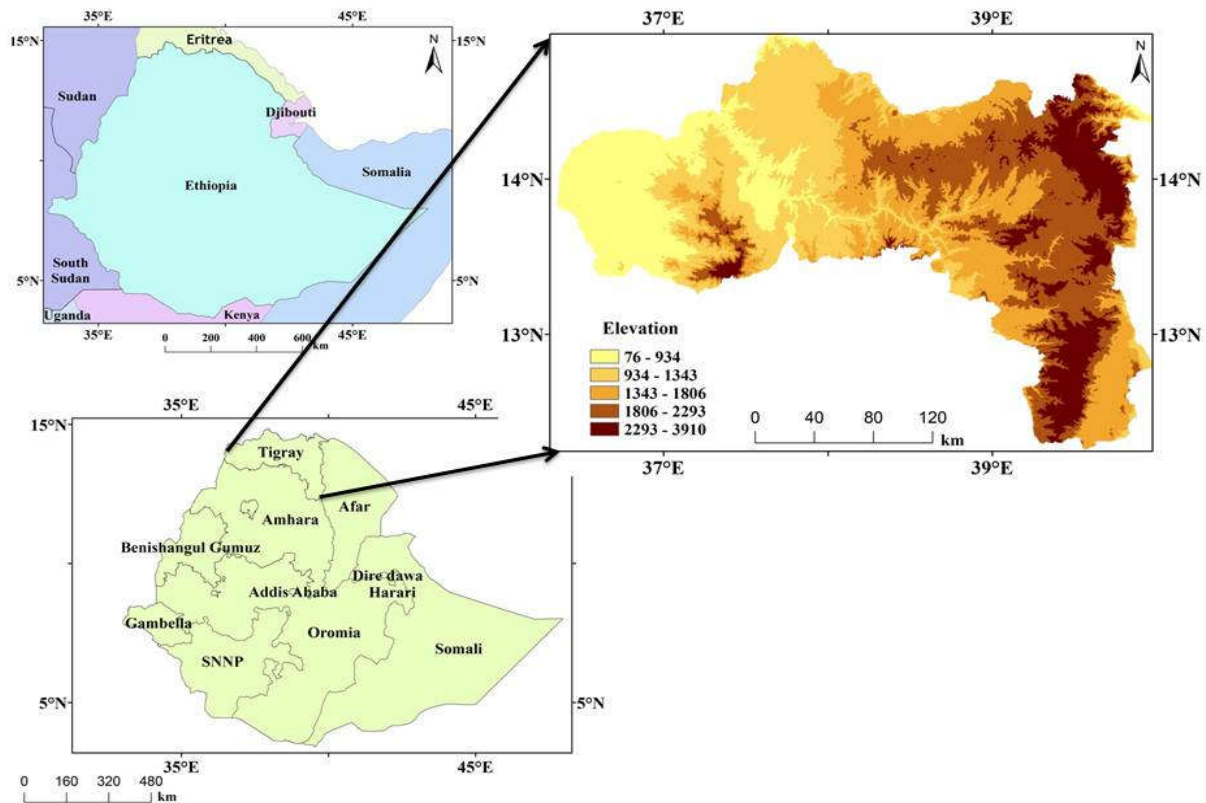 35°E 45°E
15°N 15°N
Eritrea
N
Sudan
Djibouti
Somalia
Ethiopia
South
Sudan
5°N 5°N
Uganda
Kenya
35°E 45°E
0 200 400 600
km
37°E 39°E
N
14°N 14°N
13°N 13°N
Elevation
76 - 934
934 - 1343
1343 - 1806
1806 - 2293
2293 - 3910
0 40 80 120
km
37°E 39°E
35°E 45°E
15°N
Tigray
Afar
Amhara
Benishangul Gumuz
Dire dawa
Addis Ababa
Harari
Gambella
Oromia
SNNP
Somali
5°N 5°N
35°E 45°E
0 160 320 480
km